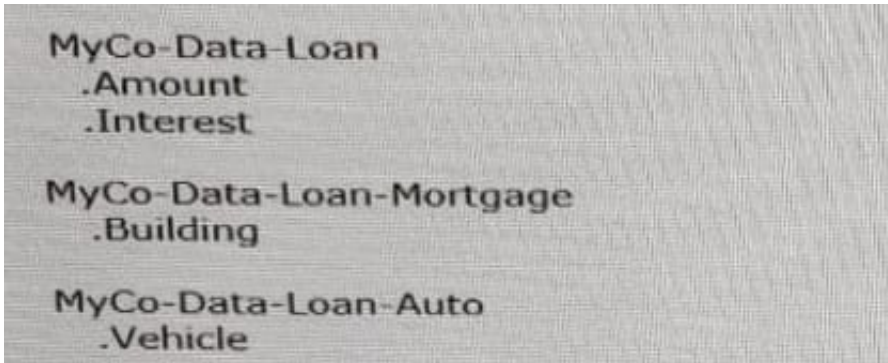 MyCo-Data-Loan
.Amount
.Interest
MyCo-Data-Loan-Mortgage
.Building
MyCo-Data-Loan-Auto
.Vehicle